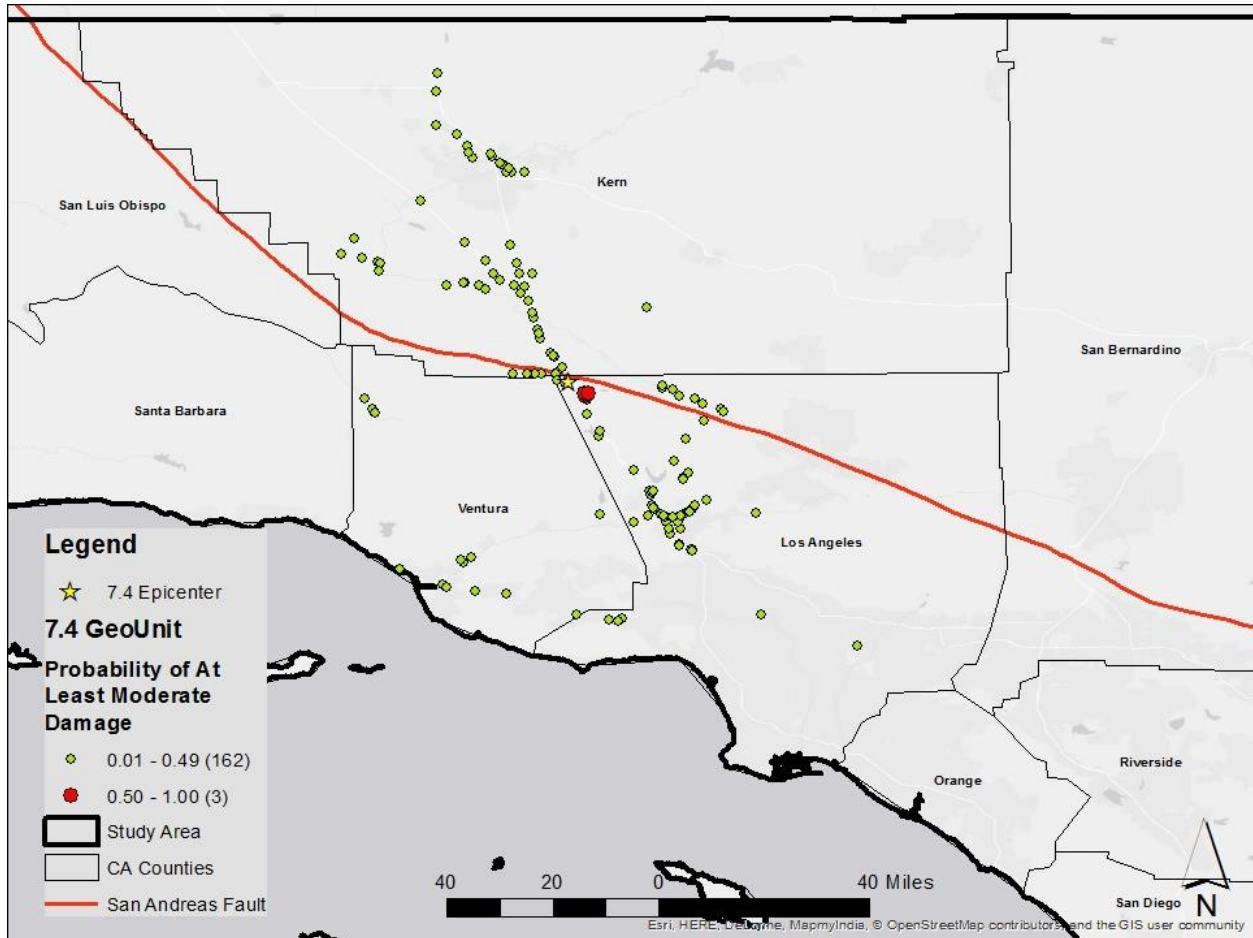 Kern
San Luis Obispo
San Bernardino
Santa Barbara
Ventura
Los Angeles
Legend
7.4 Epicenter
7.4 GeoUnit
Probability of At
Least Moderate
Damage
0.01 - 0.49 (162)
0.50 - 1.00 (3)
Study Area
CA Counties
San Andreas Fault
Riverside
Orange
San Diego
N
40 20 0 40 Miles
Esri, HERE, DeLorme, MapmyIndia, © OpenStreetMap contributors, and the GIS user community